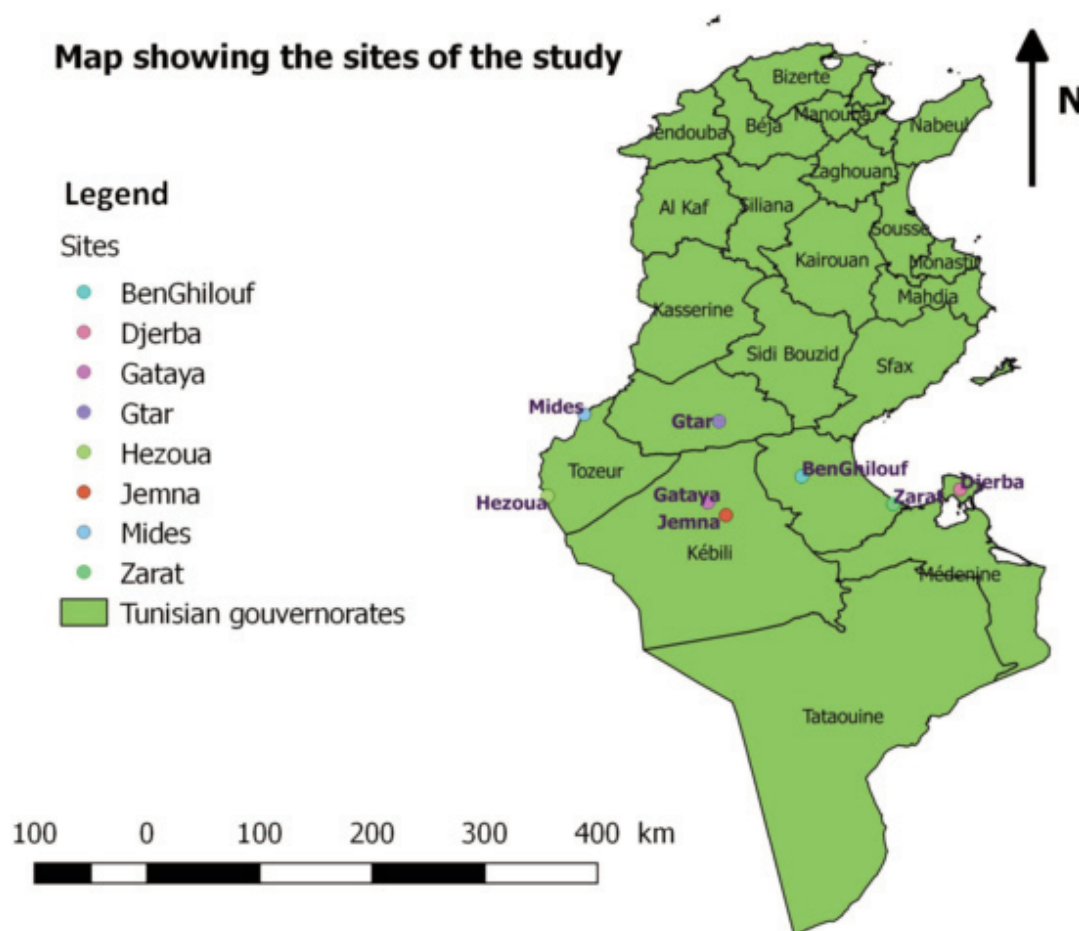 Map showing the sites of the study
N
Legend
Sites
BenGhilouf
Djerba
Gataya
Gtar
Hezoua
Jemna
Mides
Zarat
Tunisian gouvernorates
Bizerte
Manouba
Nabeul
Béja
Jendouba
Zaghouan
Al Kaf
Siliana
Sousse
Kairouan
Monastir
Mahdia
Kasserine
Sidi Bouzid
Sfax
Mides
Gtar
Tozeur
BenGhilouf
Djerba
Hezoua
Gataya
Zarat
Jemna
Kébili
Médenine
Tataouine
100 0 100 200 300 400 km